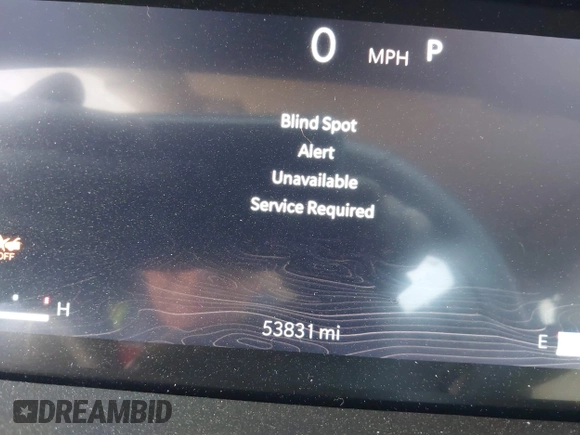 0 MPH P
Blind Spot
Alert
Unavailable
Service Required
OFF
H
53831 mi
E
DREAMBID